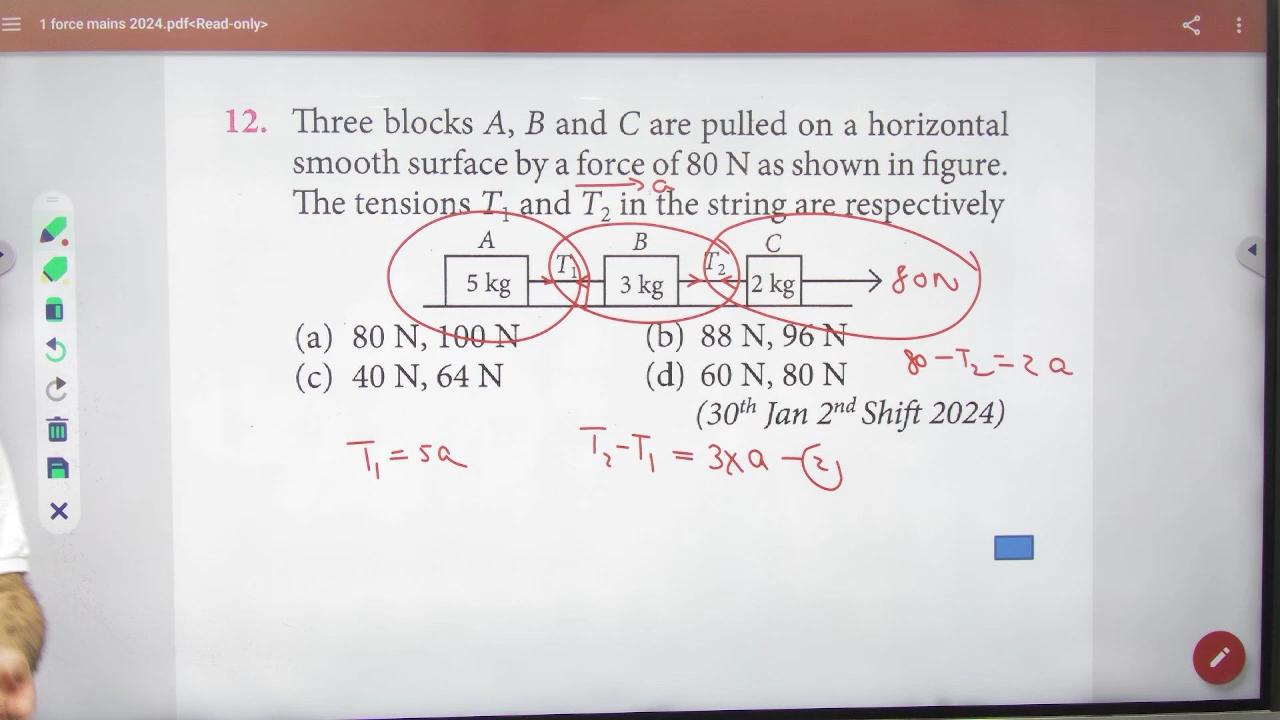 1 force mains 2024.pdf<Read-only>
12. Three blocks A, B and C are pulled on a horizontal
smooth surface by a force of 80 N as shown in figure.
a
The tensions T₁ and T₂ in the string are respectively
A B C
5 kg T₁ 3 kg T₂ 2 kg 80N
(a) 80 N, 100 N (b) 88 N, 96 N
80-T₂=2a
(c) 40 N, 64 N (d) 60 N, 80 N
(30th Jan 2nd Shift 2024)
T₁ = 5a T₂-T₁ = 3×a -(2)